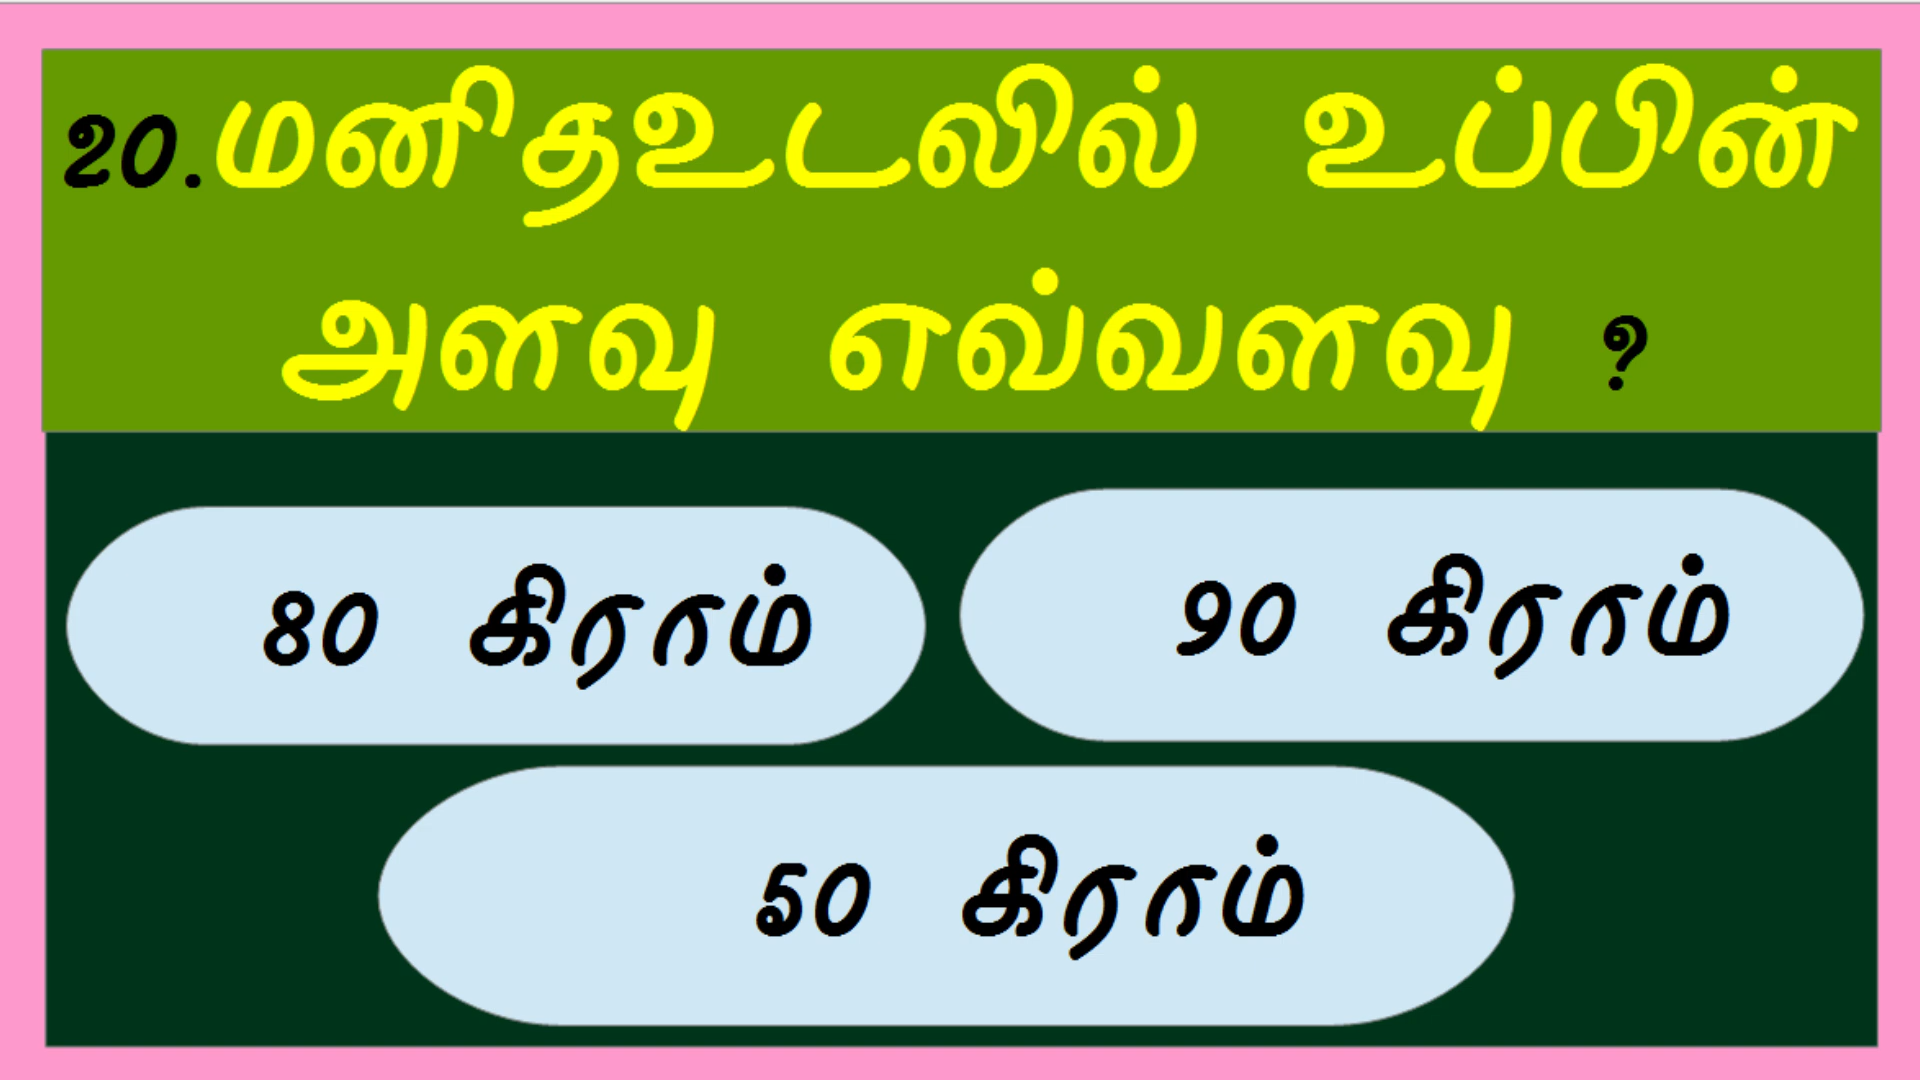 20.மனிதஉடலில் உப்பின்
அளவு எவ்வளவு ?
80 கிராம்
90 கிராம்
50 கிராம்